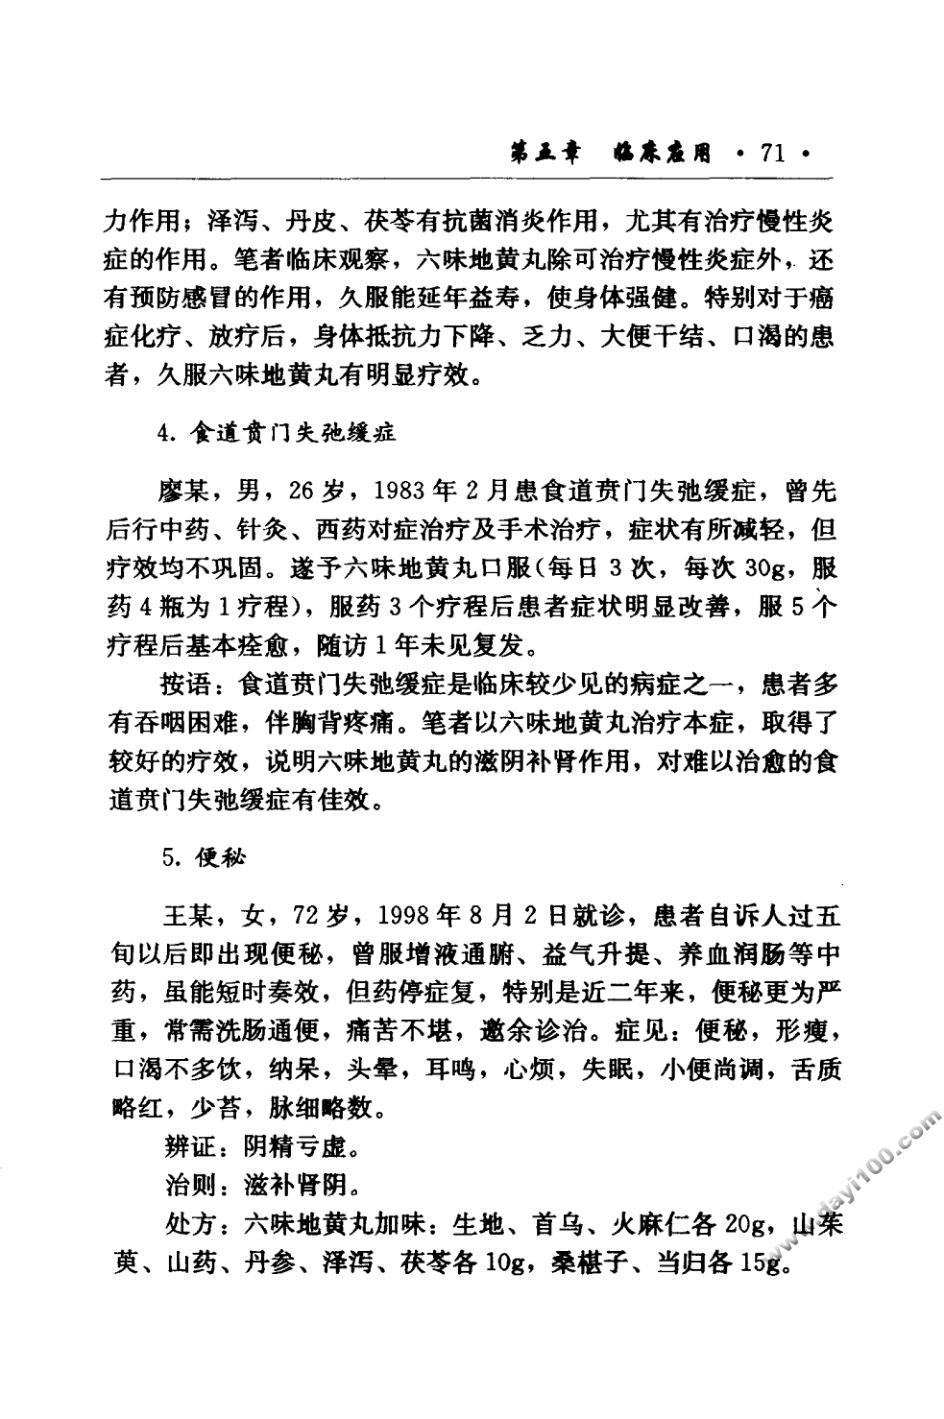 第五章 临床应用 · 71 ·
力作用；泽泻、丹皮、茯苓有抗菌消炎作用，尤其有治疗慢性炎
症的作用。笔者临床观察，六味地黄丸除可治疗慢性炎症外，还
有预防感冒的作用，久服能延年益寿，使身体强健。特别对于癌
症化疗、放疗后，身体抵抗力下降、乏力、大便干结、口渴的患
者，久服六味地黄丸有明显疗效。
4. 食道贲门失弛缓症
廖某，男，26岁，1983年2月患食道贲门失弛缓症，曾先
后行中药、针灸、西药对症治疗及手术治疗，症状有所减轻，但
疗效均不巩固。遂予六味地黄丸口服（每日3次，每次30g，服
药4瓶为1疗程），服药3个疗程后患者症状明显改善，服5个
疗程后基本痊愈，随访1年未见复发。
按语：食道贲门失弛缓症是临床较少见的病症之一，患者多
有吞咽困难，伴胸背疼痛。笔者以六味地黄丸治疗本症，取得了
较好的疗效，说明六味地黄丸的滋阴补肾作用，对难以治愈的食
道贲门失弛缓症有佳效。
5. 便秘
王某，女，72岁，1998年8月2日就诊，患者自诉人过五
旬以后即出现便秘，曾服增液通腑、益气升提、养血润肠等中
药，虽能短时奏效，但药停症复，特别是近二年来，便秘更为严
重，常需洗肠通便，痛苦不堪，邀余诊治。症见：便秘，形瘦，
口渴不多饮，纳呆，头晕，耳鸣，心烦，失眠，小便尚调，舌质
略红，少苔，脉细略数。
辨证：阴精亏虚。
治则：滋补肾阴。
处方：六味地黄丸加味：生地、首乌、火麻仁各20g，山茱
萸、山药、丹参、泽泻、茯苓各10g，桑椹子、当归各15g。
www.dayi100.com